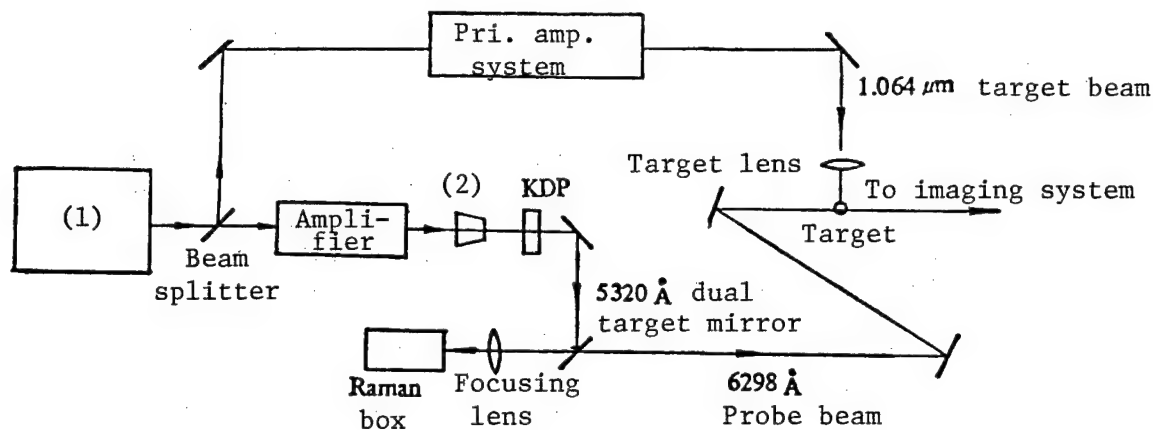 Pri. amp.
system
1.064 μm target beam
Target lens
To imaging system
Target
(1)
Beam
splitter
Ampli-
fier
(2)
KDP
5320 Å dual
target mirror
Raman
box
Focusing
lens
6298 Å
Probe beam